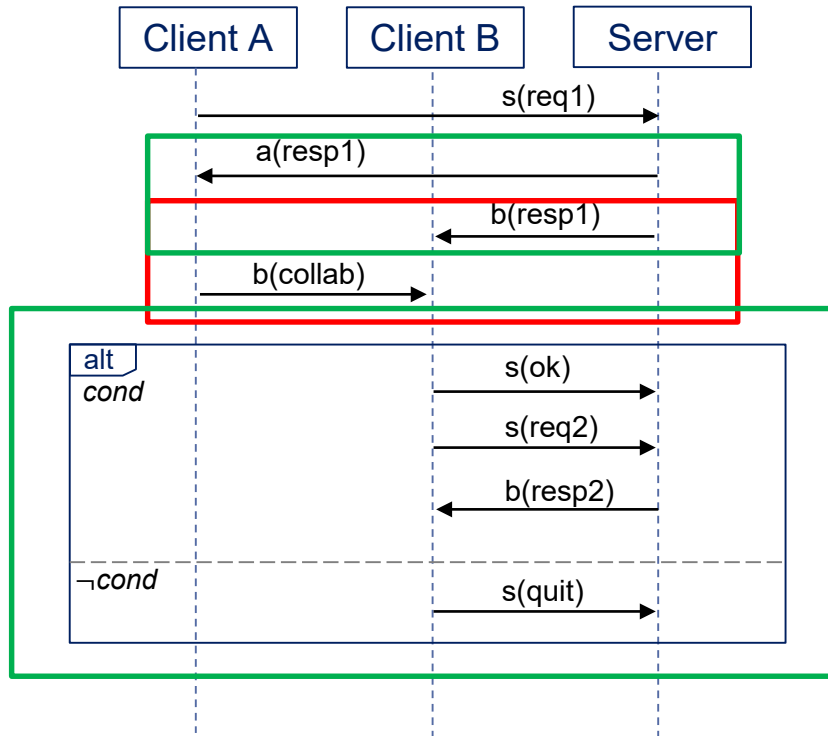 Client A Client B Server
s(req1)
a(resp1)
b(resp1)
b(collab)
alt
cond
s(ok)
s(req2)
b(resp2)
¬cond
s(quit)